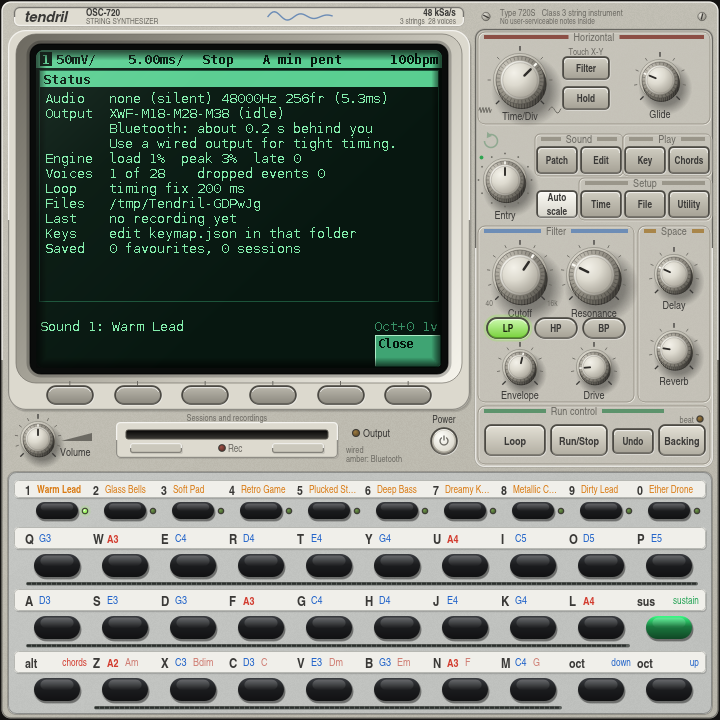 tendril OSC-720 STRING SYNTHESIZER 48 kSa/s 3 strings 28 voices
Type 720S Class 3 string instrument
No user-serviceable notes inside
1 50mV/ 5.00ms/ Stop A min pent 100bpm
Status
Audio none (silent) 48000Hz 256fr (5.3ms)
Output XWF-M18-M28-M38 (idle)
Bluetooth: about 0.2 s behind you
Use a wired output for tight timing.
Engine load 1% peak 3% late 0
Voices 1 of 28 dropped events 0
Loop timing fix 200 ms
Files /tmp/Tendril-GDPwJg
Last no recording yet
Keys edit keymap.json in that folder
Saved 0 favourites, 0 sessions
Sound 1: Warm Lead Oct+0 1v
Close
Horizontal
Touch X-Y
Filter
Hold
Time/Div Glide
Sound Play
Patch Edit Key Chords
Setup
Entry
Auto scale Time File Utility
Filter Space
40 16k
Cutoff Resonance Delay
LP HP BP
Envelope Drive Reverb
Run control
beat
Loop Run/Stop Undo Backing
Volume
Sessions and recordings
Rec
Output
wired
amber: Bluetooth
Power
1 Warm Lead 2 Glass Bells 3 Soft Pad 4 Retro Game 5 Plucked St... 6 Deep Bass 7 Dreamy K... 8 Metallic C... 9 Dirty Lead 0 Ether Drone
Q G3 W A3 E C4 R D4 T E4 Y G4 U A4 I C5 O D5 P E5
A D3 S E3 D G3 F A3 G C4 H D4 J E4 K G4 L A4 sus sustain
alt chords Z A2 Am X C3 Bdim C D3 C V E3 Dm B G3 Em N A3 F M C4 G oct down oct up